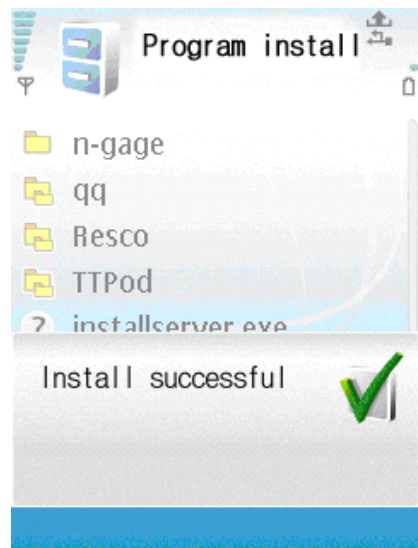 Program install
n-gage
qq
Resco
TTPod
installserver.exe
Install successful